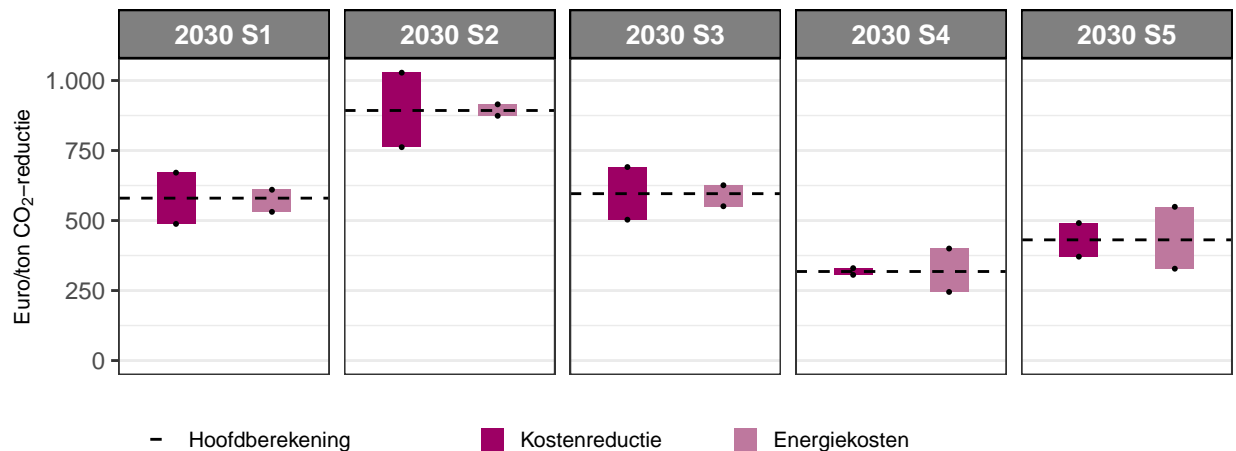 2030 S1 2030 S2 2030 S3 2030 S4 2030 S5
Euro/ton CO₂–reductie
1.000
750
500
250
0
Hoofdberekening Kostenreductie Energiekosten